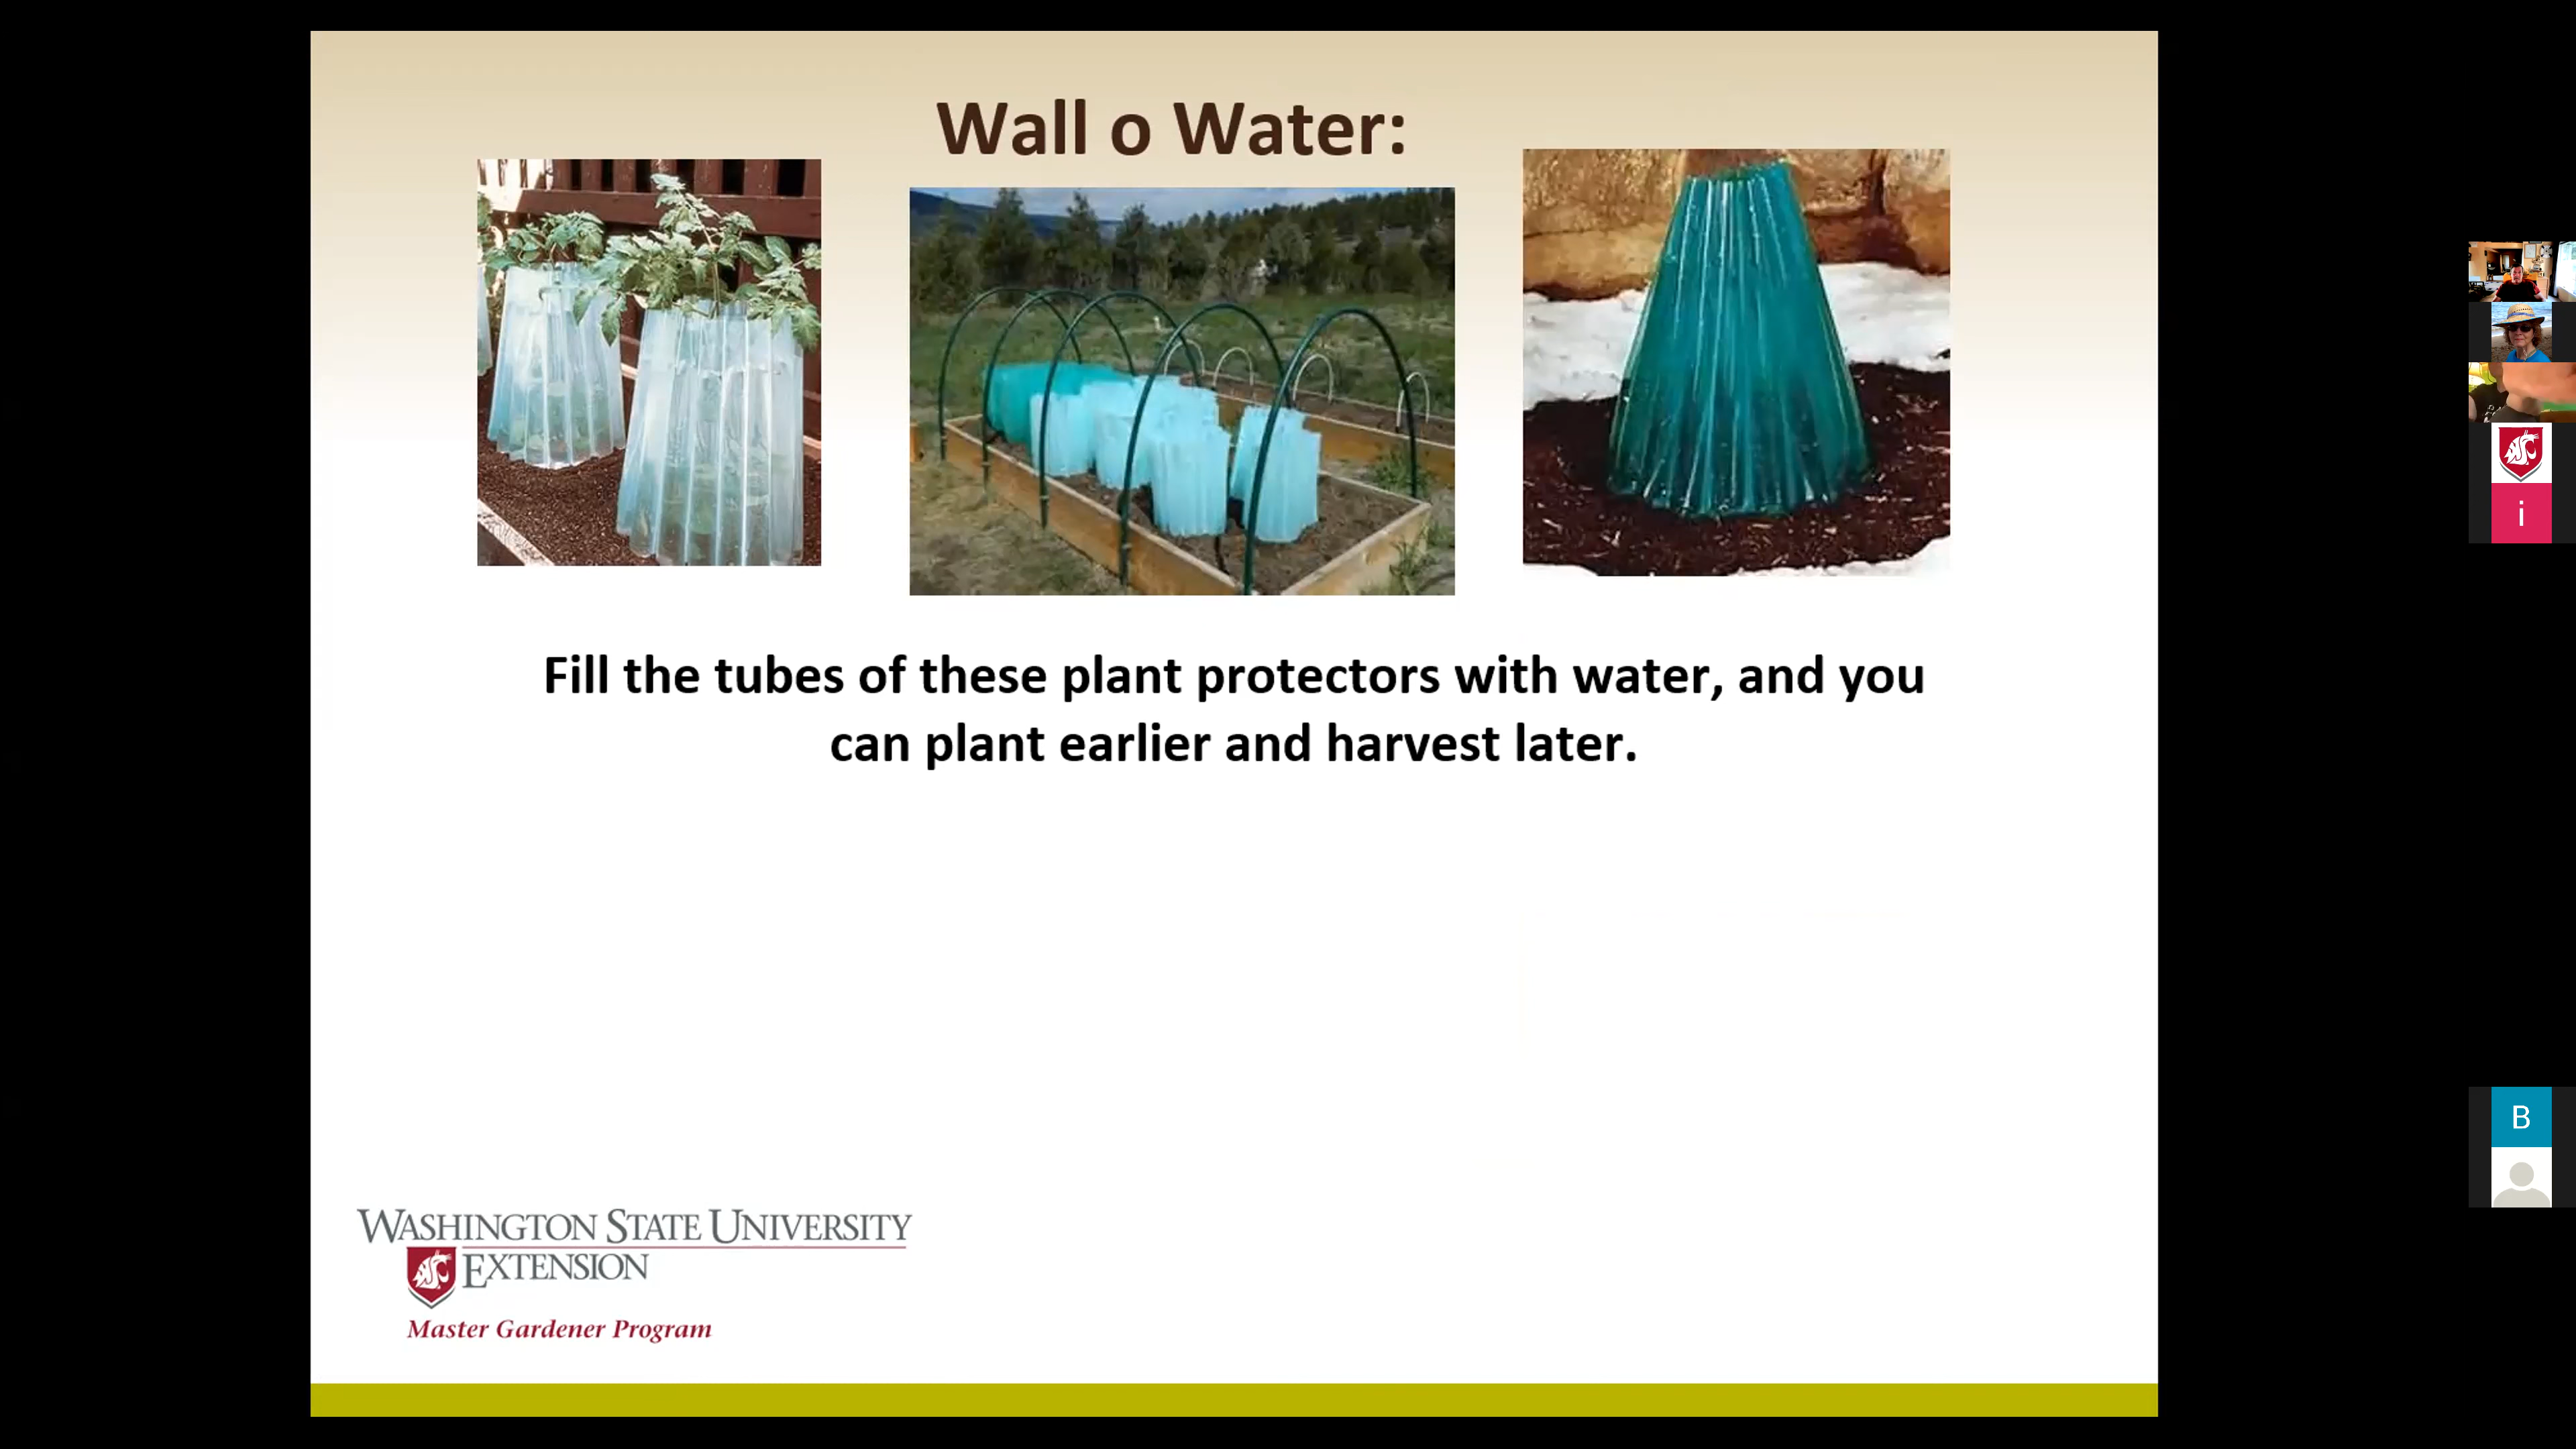 Wall o Water:
Fill the tubes of these plant protectors with water, and you
can plant earlier and harvest later.
WASHINGTON STATE UNIVERSITY
EXTENSION
Master Gardener Program
i
B